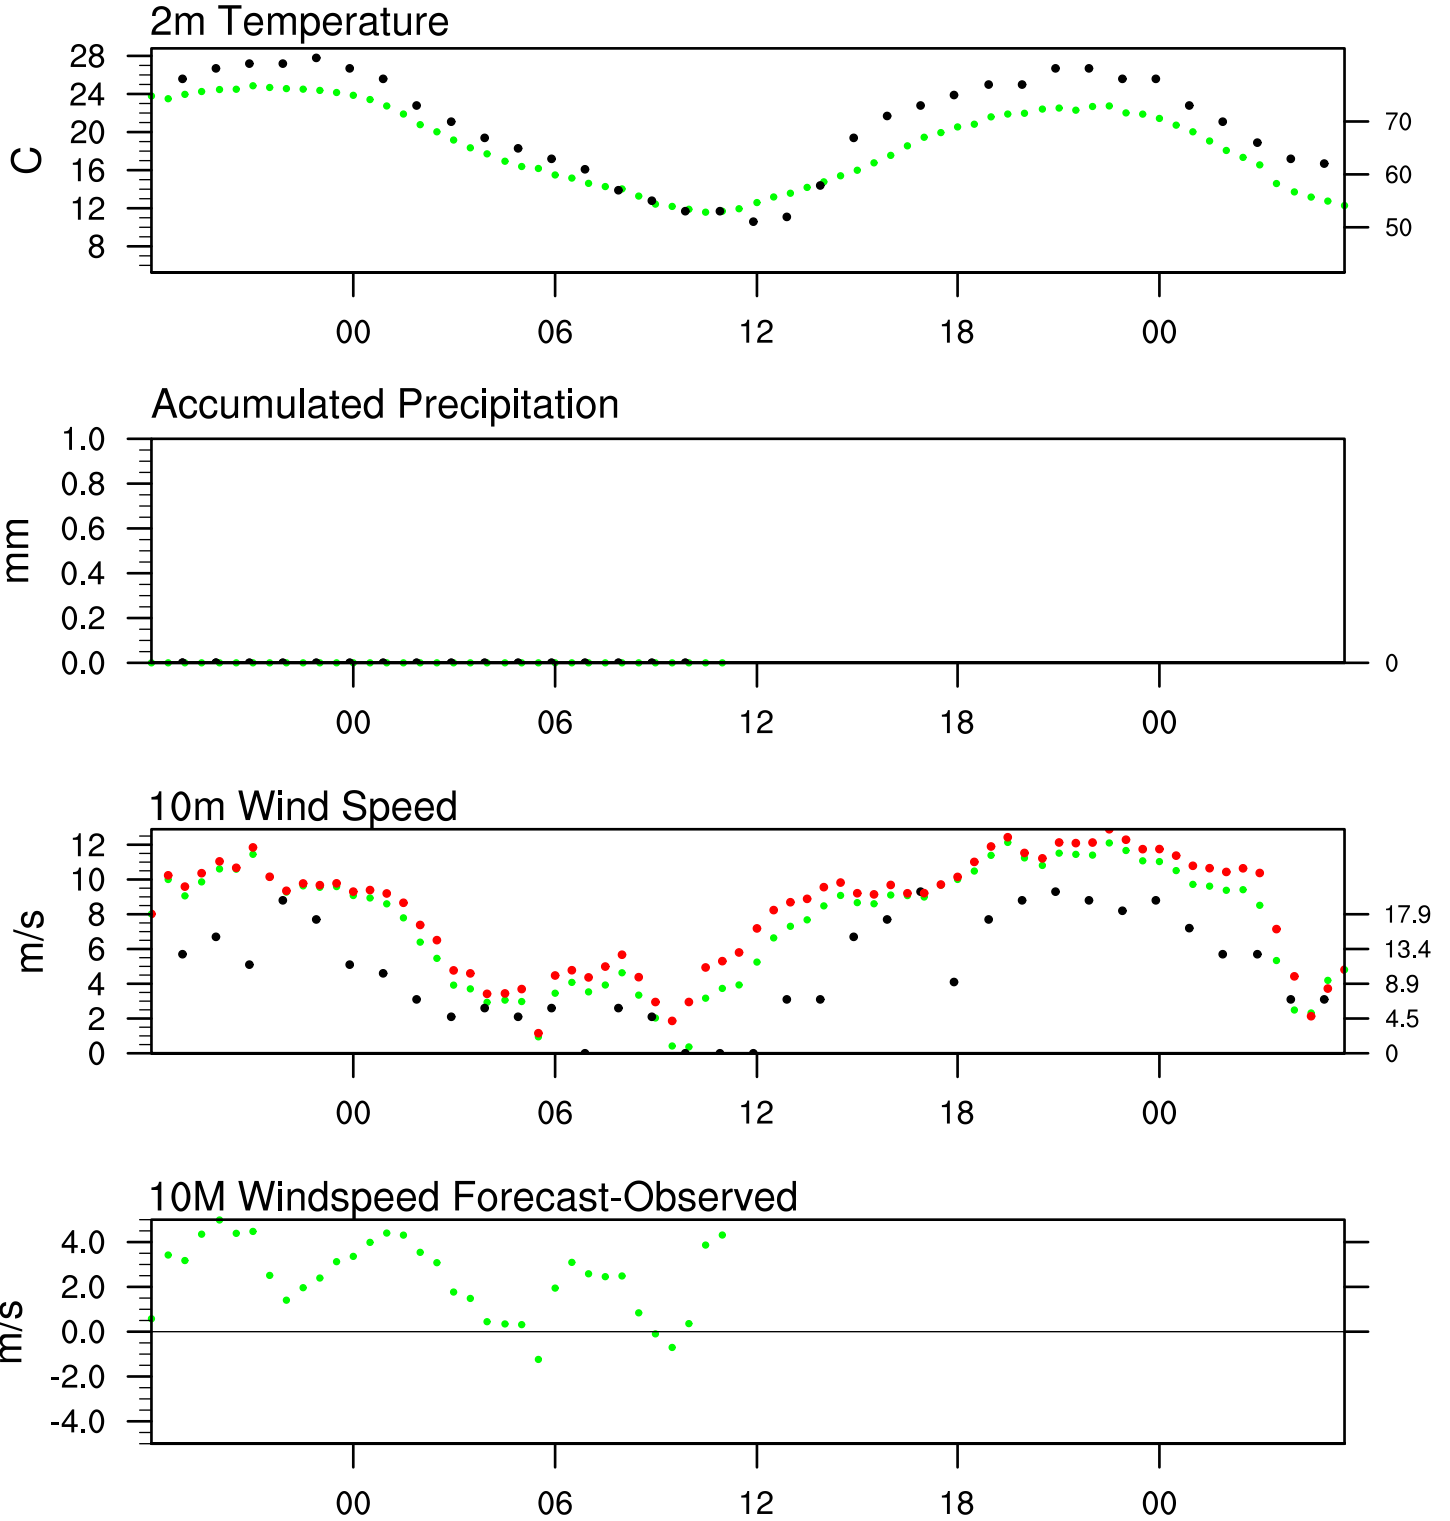 2m Temperature
28
24
20
16
12
8
C
70
60
50
00 06 12 18 00
Accumulated Precipitation
1.0
0.8
0.6
0.4
0.2
0.0
mm
0
00 06 12 18 00
10m Wind Speed
12
10
8
6
4
2
0
m/s
17.9
13.4
8.9
4.5
0
00 06 12 18 00
10M Windspeed Forecast-Observed
4.0
2.0
0.0
-2.0
-4.0
m/s
00 06 12 18 00